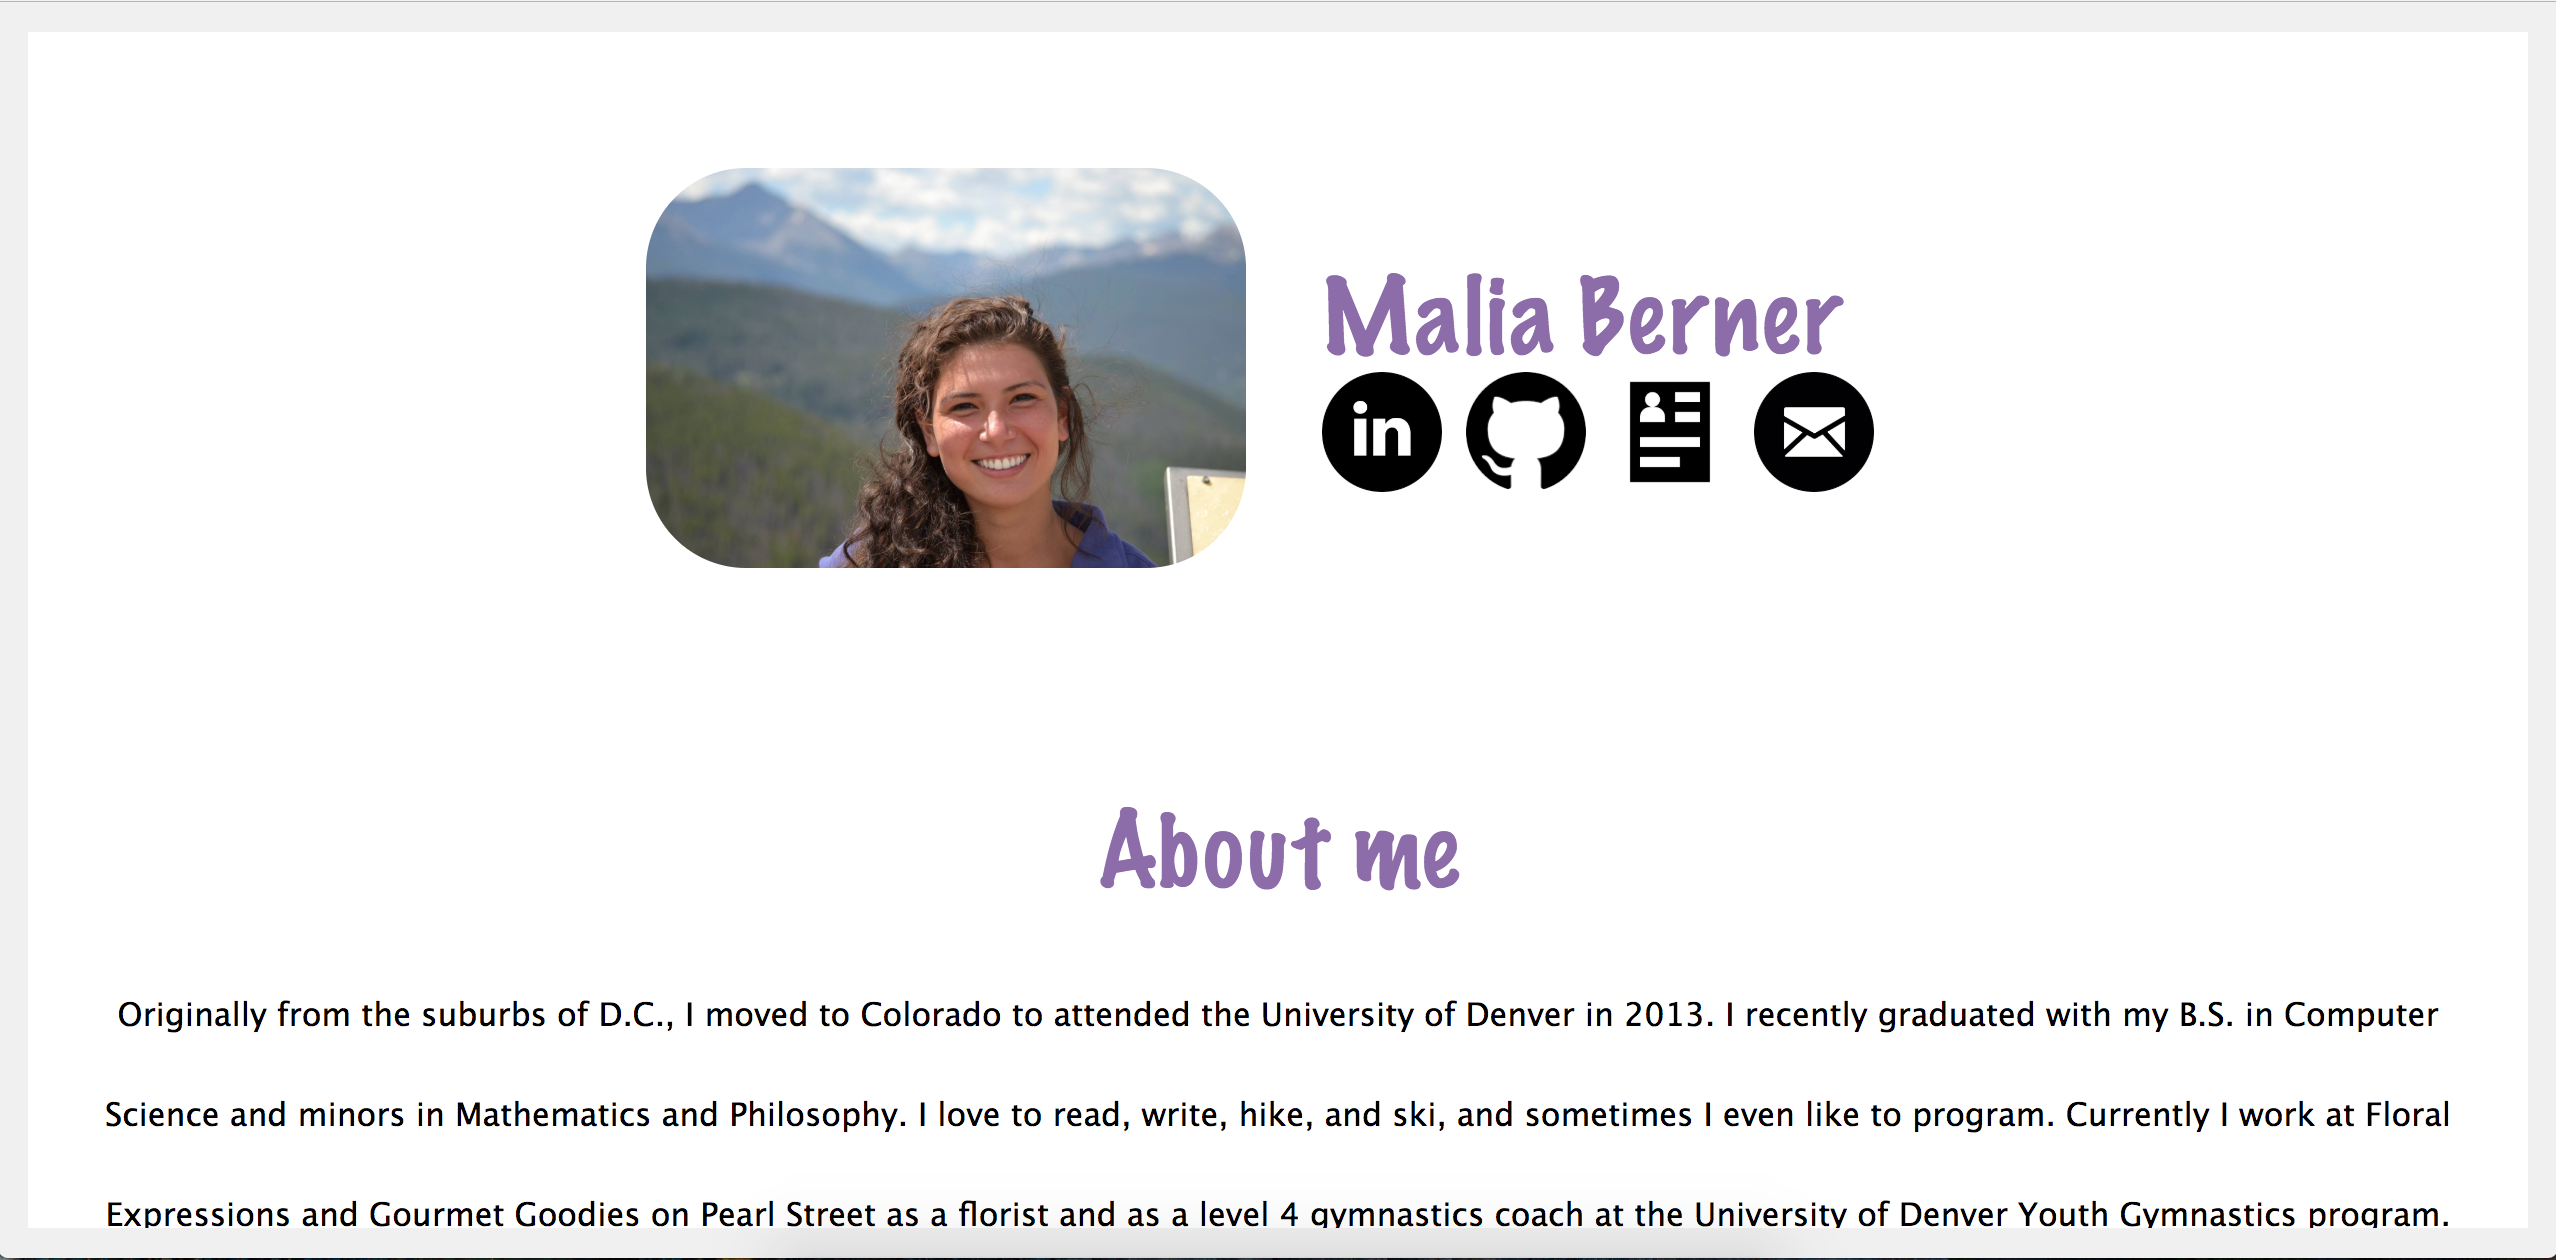 Malia Berner
in
About me
Originally from the suburbs of D.C., I moved to Colorado to attended the University of Denver in 2013. I recently graduated with my B.S. in Computer
Science and minors in Mathematics and Philosophy. I love to read, write, hike, and ski, and sometimes I even like to program. Currently I work at Floral
Expressions and Gourmet Goodies on Pearl Street as a florist and as a level 4 gymnastics coach at the University of Denver Youth Gymnastics program.